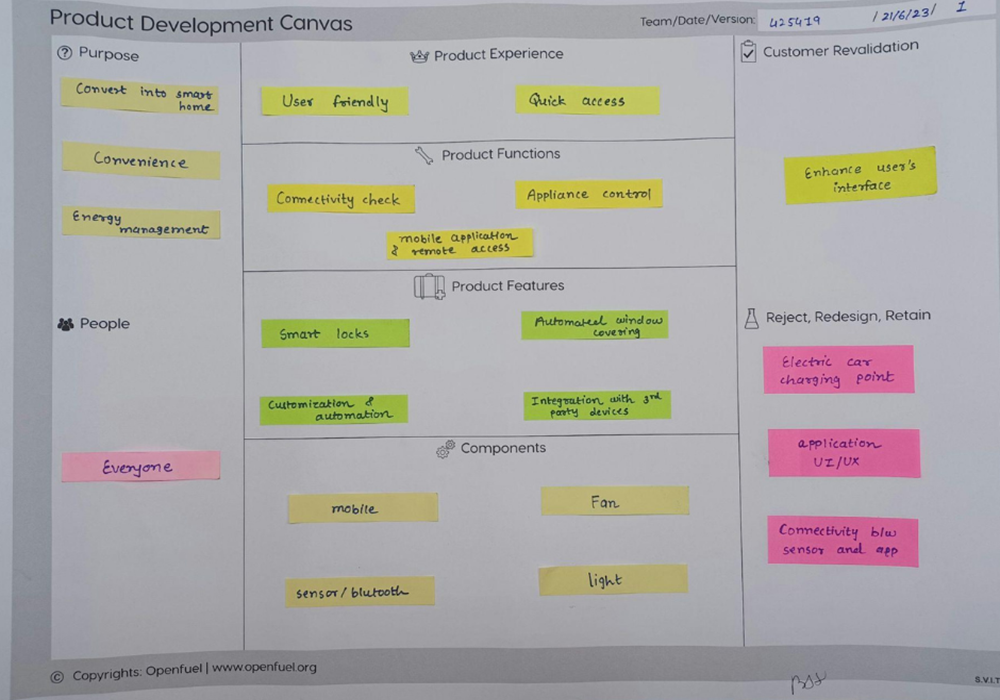 Product Development Canvas
Team/Date/Version: 425419 / 21/6/23/ 1
Purpose
Convert into smart
home
Convenience
Energy
management
People
Everyone
Product Experience
User friendly
Quick access
Product Functions
Connectivity check
Appliance control
mobile application
& remote access
Product Features
Smart locks
Automated window
covering
Customization &
automation
Integration with 3rd
party devices
Components
mobile
Fan
sensor/blutooth
light
Customer Revalidation
Enhance user's
interface
Reject, Redesign, Retain
Electric car
charging point
application
UI/UX
Connectivity b/w
sensor and app
© Copyrights: Openfuel | www.openfuel.org
S.V.I.T